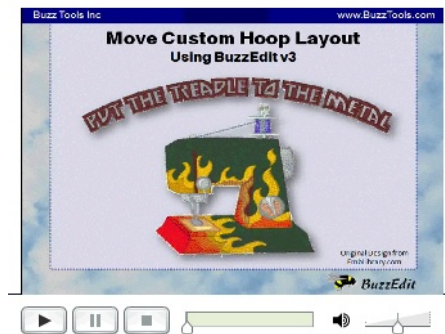 Buzz Tools Inc www.BuzzTools.com
Move Custom Hoop Layout
Using BuzzEdit v3
PUT THE TREADLE TO THE METAL
Original Design from
EmbLibrary.com
BuzzEdit